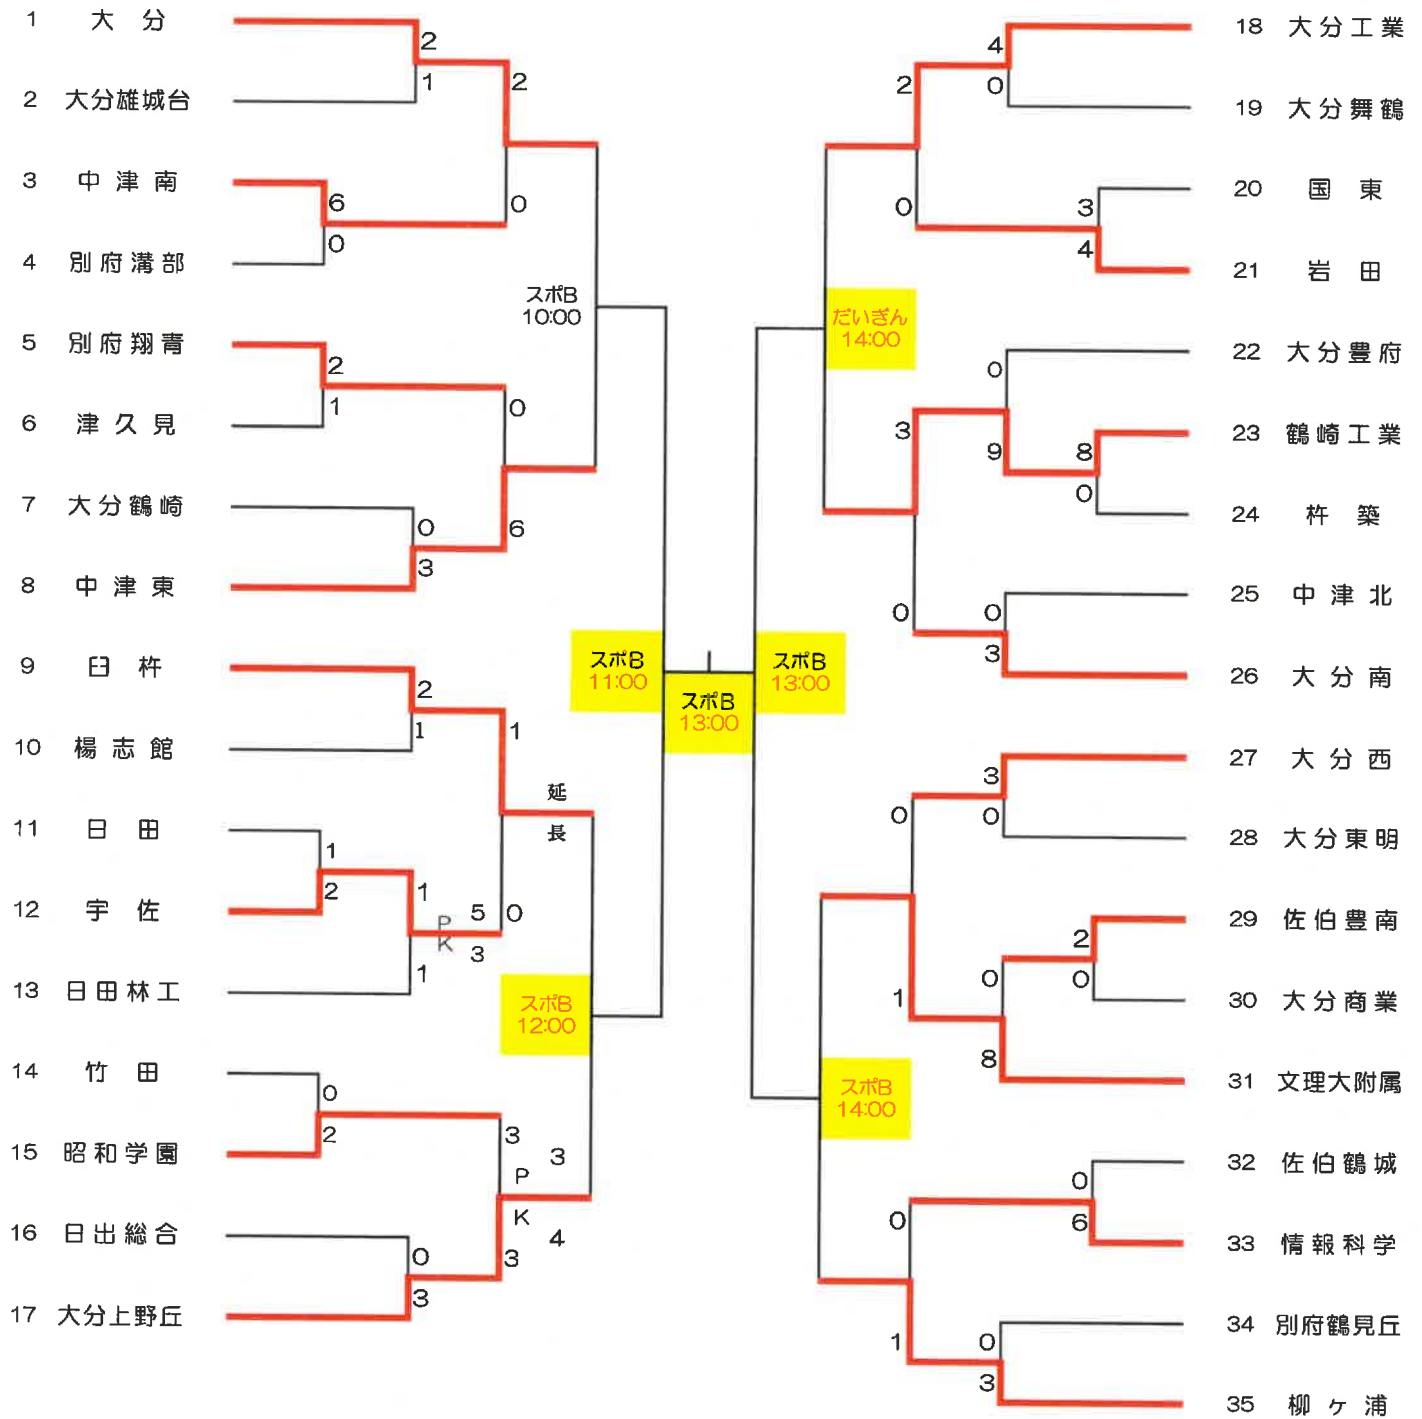 1 大分
2 大分雄城台
3 中津南
4 別府溝部
5 別府翔青
6 津久見
7 大分鶴崎
8 中津東
9 臼杵
10 楊志館
11 日田
12 宇佐
13 日田林工
14 竹田
15 昭和学園
16 日出総合
17 大分上野丘
2
1
2
6
0
0
2
1
0
0
3
6
2
1
1
1
2
1
1
0
0
2
3
0
3
3
スポB
10:00
延
長
P
K
5
3
スポB
12:00
P
K
3
4
スポB
11:00
スポB
13:00
スポB
13:00
だいぎん
14:00
スポB
14:00
4
0
2
0
3
4
0
9
8
0
3
0
0
3
3
0
0
1
2
0
0
8
0
6
0
1
0
3
18 大分工業
19 大分舞鶴
20 国東
21 岩田
22 大分豊府
23 鶴崎工業
24 杵築
25 中津北
26 大分南
27 大分西
28 大分東明
29 佐伯豊南
30 大分商業
31 文理大附属
32 佐伯鶴城
33 情報科学
34 別府鶴見丘
35 柳ヶ浦